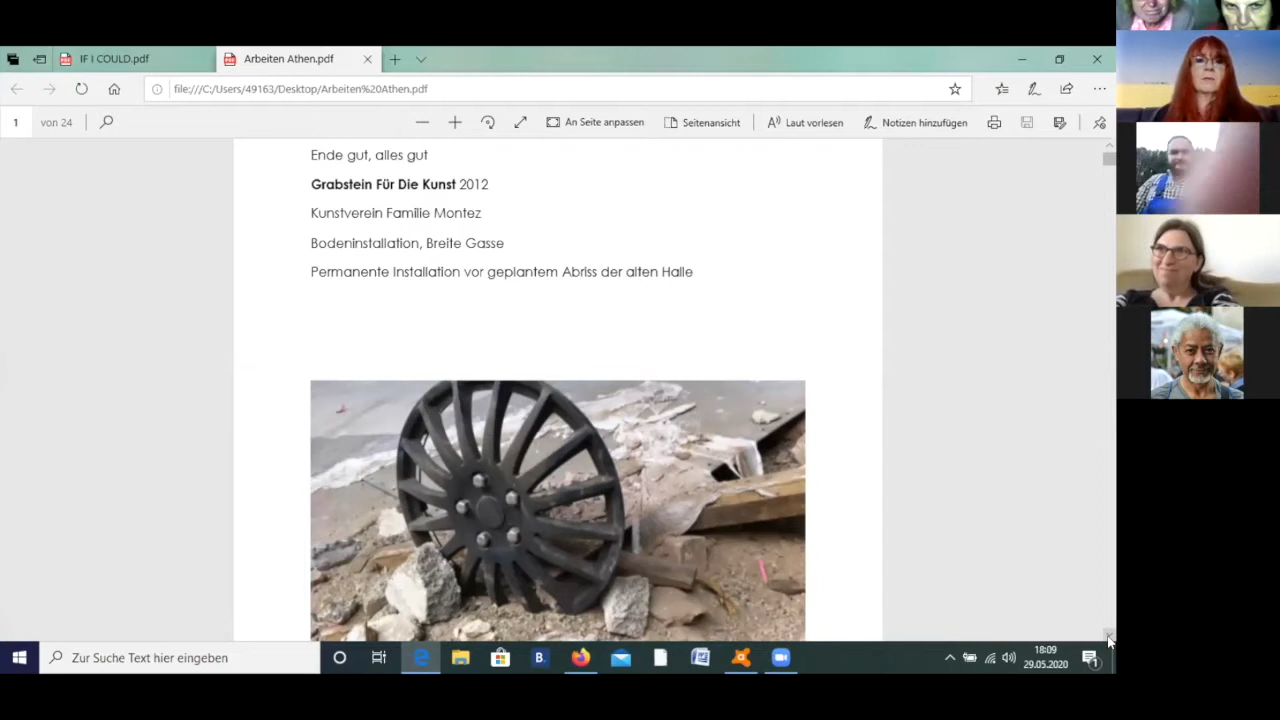 IF I COULD.pdf
Arbeiten Athen.pdf
file:///C:/Users/49163/Desktop/Arbeiten%20Athen.pdf
1 von 24
An Seite anpassen
Seitenansicht
Laut vorlesen
Notizen hinzufügen
Ende gut, alles gut
Grabstein Für Die Kunst 2012
Kunstverein Familie Montez
Bodeninstallation, Breite Gasse
Permanente Installation vor geplantem Abriss der alten Halle
Zur Suche Text hier eingeben
B.
18:09
29.05.2020
1